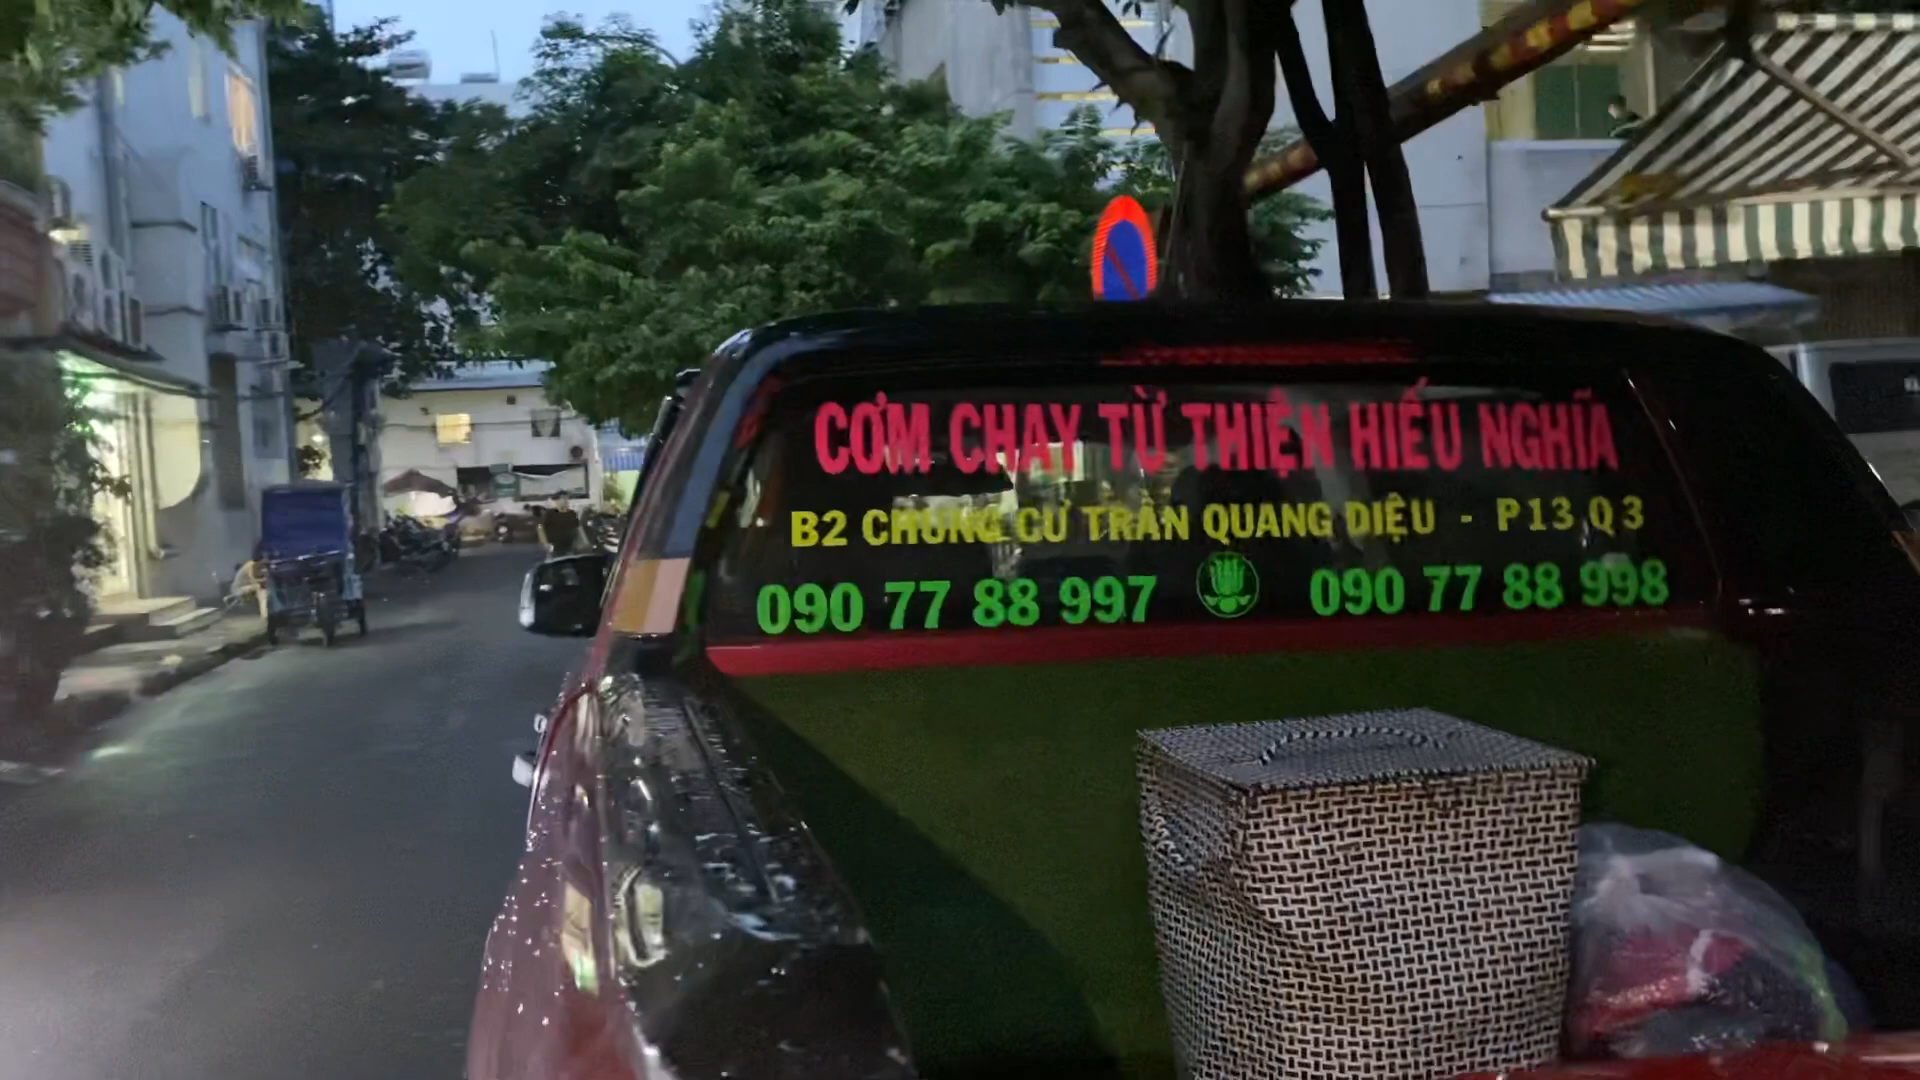 CƠM CHAY TỪ THIỆN HIẾU NGHĨA
B2 CHUNG CƯ TRẦN QUANG DIỆU - P13 Q3
090 77 88 997 090 77 88 998